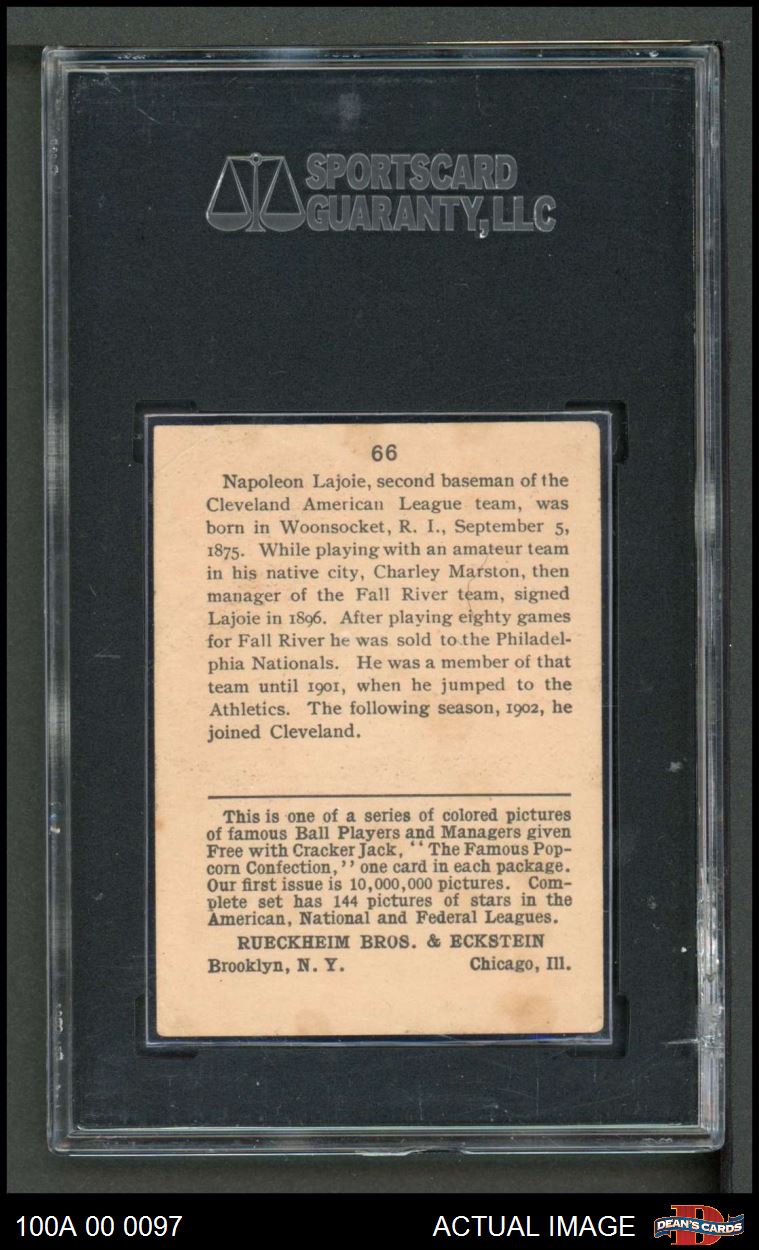 SPORTSCARD
GUARANTY, LLC
66
Napoleon Lajoie, second baseman of the
Cleveland American League team, was
born in Woonsocket, R. I., September 5,
1875. While playing with an amateur team
in his native city, Charley Marston, then
manager of the Fall River team, signed
Lajoie in 1896. After playing eighty games
for Fall River he was sold to the Philadel-
phia Nationals. He was a member of that
team until 1901, when he jumped to the
Athletics. The following season, 1902, he
joined Cleveland.
This is one of a series of colored pictures
of famous Ball Players and Managers given
Free with Cracker Jack, "The Famous Pop-
corn Confection," one card in each package.
Our first issue is 10,000,000 pictures. Com-
plete set has 144 pictures of stars in the
American, National and Federal Leagues.
RUECKHEIM BROS. & ECKSTEIN
Brooklyn, N. Y. Chicago, Ill.
100A 00 0097 ACTUAL IMAGE D DEAN'S CARDS